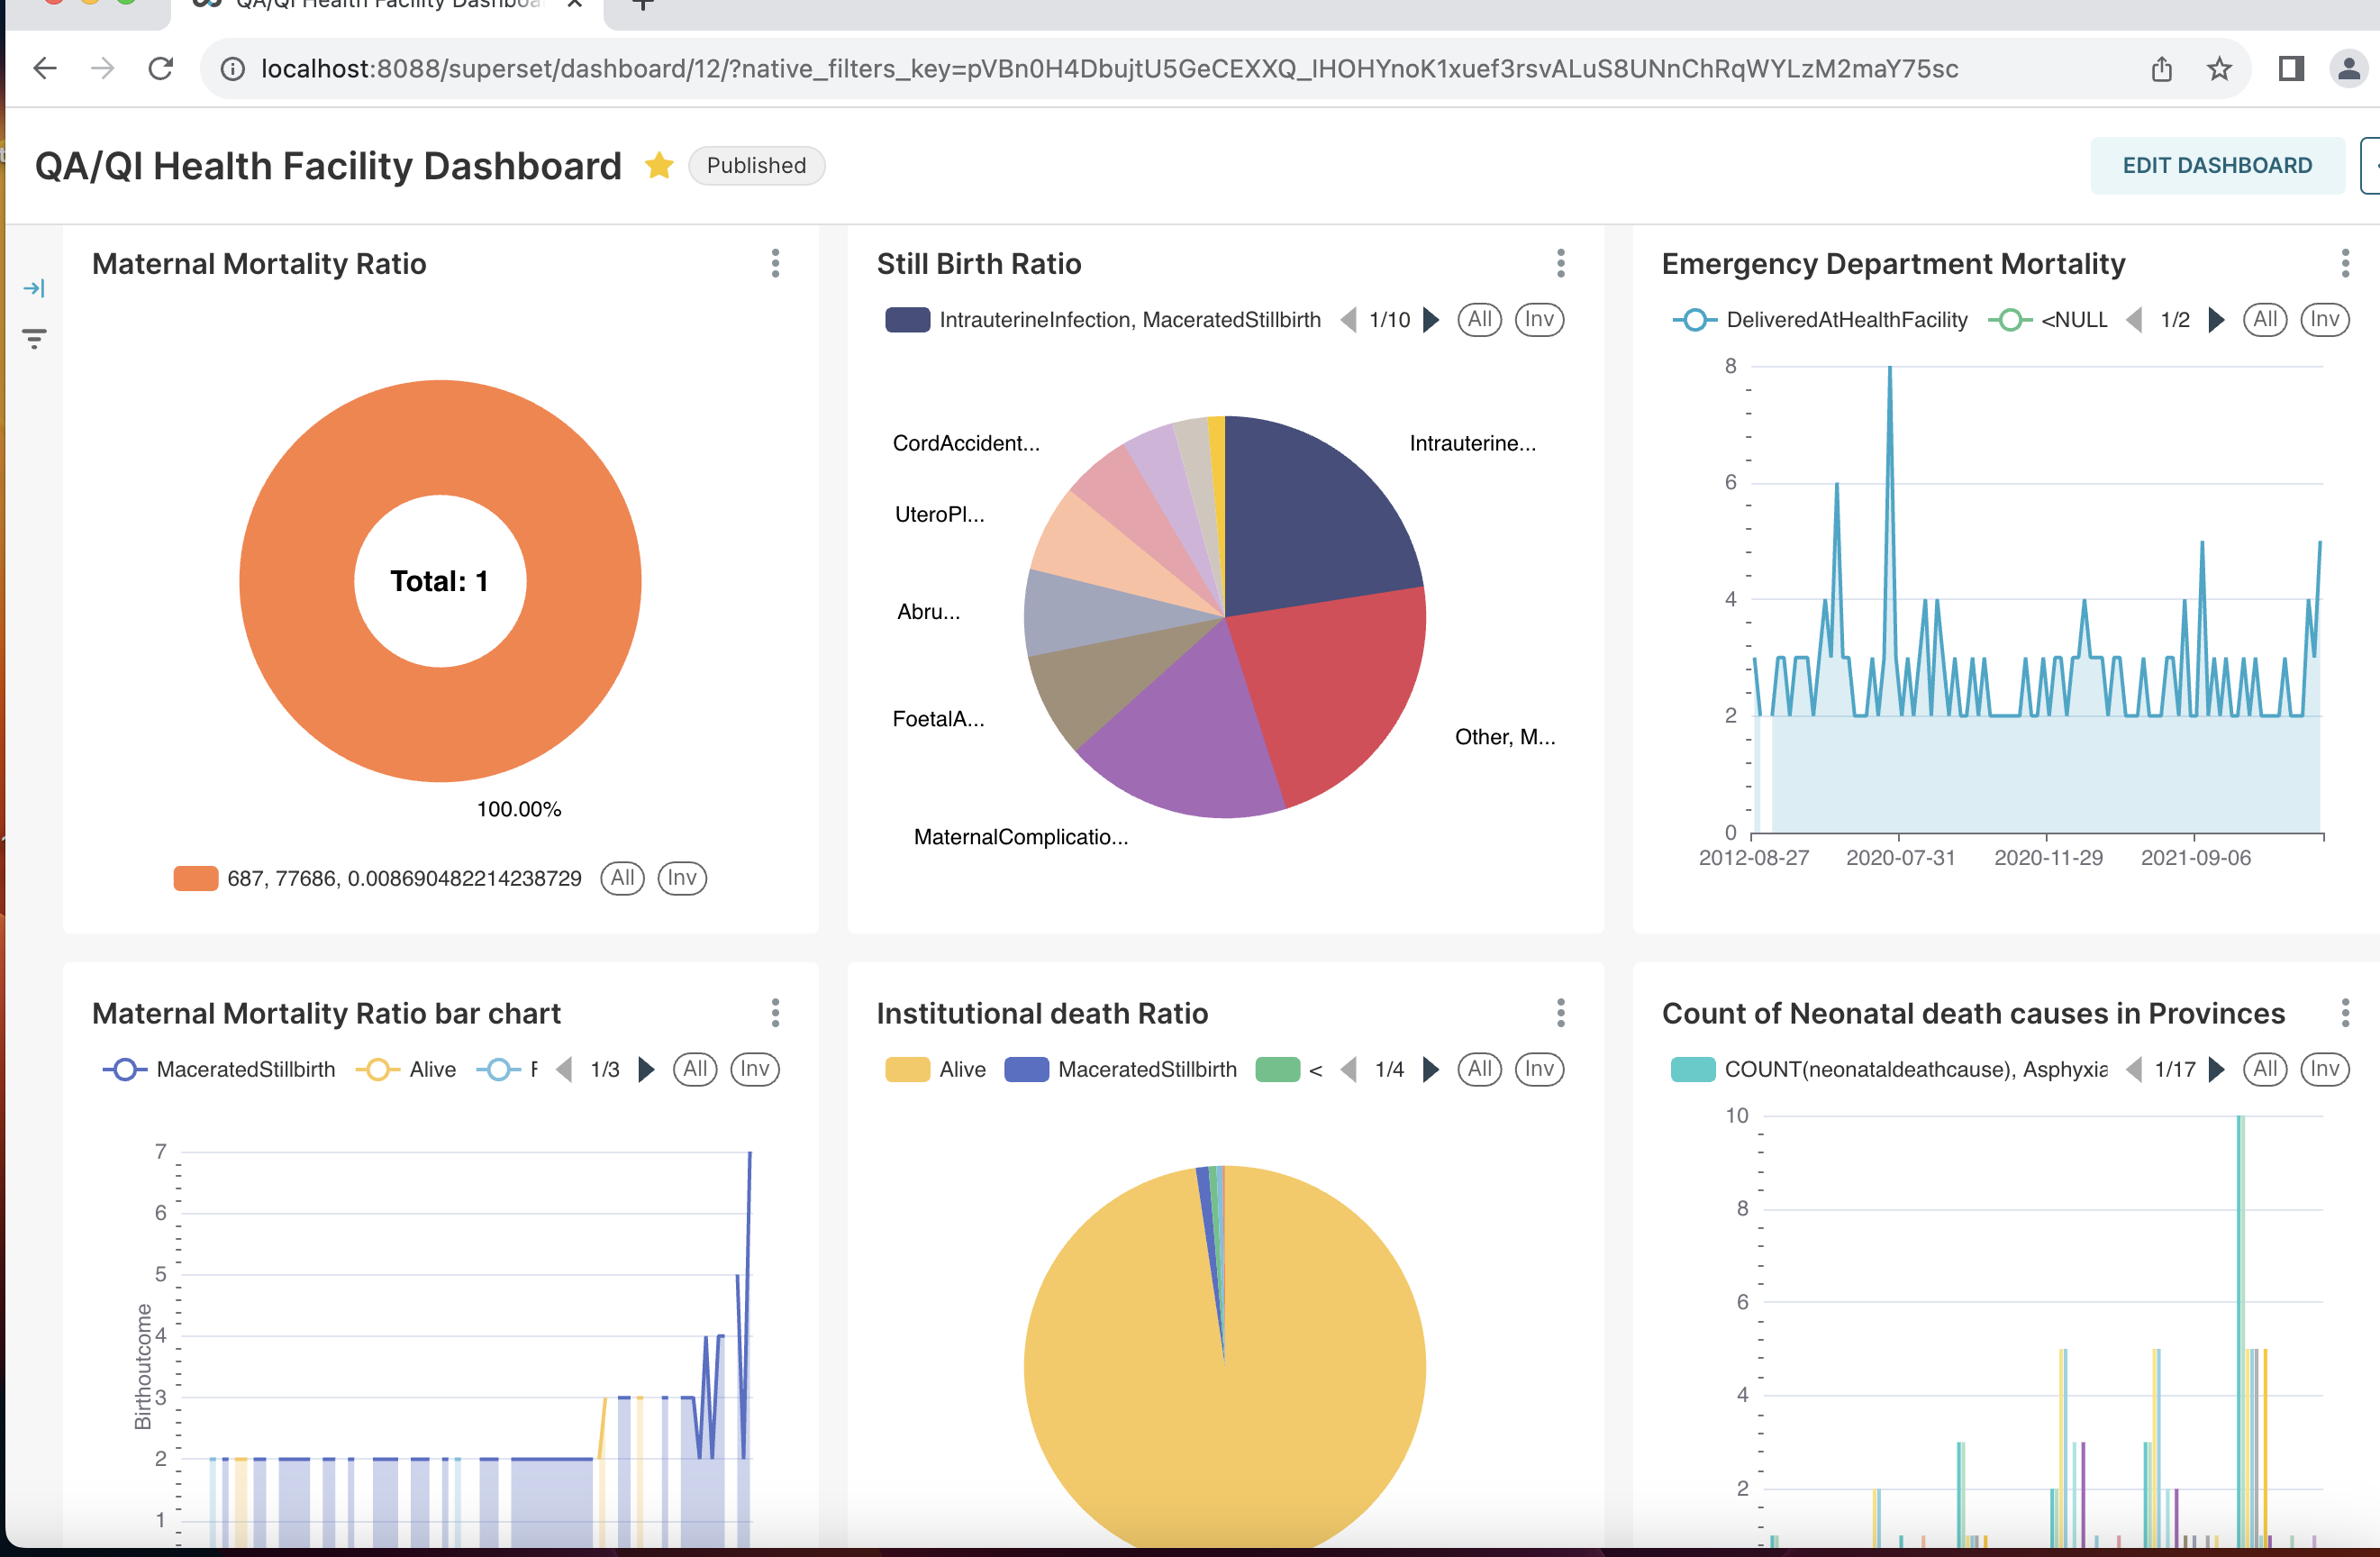 QA/QI Health Facility Dashboa
localhost:8088/superset/dashboard/12/?native_filters_key=pVBn0H4DbujtU5GeCEXXQ_IHOHYnoK1xuef3rsvALuS8UNnChRqWYLzM2maY75sc
QA/QI Health Facility Dashboard
Published
EDIT DASHBOARD
Maternal Mortality Ratio
Total: 1
100.00%
687, 77686, 0.008690482214238729 All Inv
Still Birth Ratio
IntrauterineInfection, MaceratedStillbirth 1/10 All Inv
CordAccident...
Intrauterine...
UteroPl...
Abru...
FoetalA...
Other, M...
MaternalComplicatio...
Emergency Department Mortality
DeliveredAtHealthFacility <NULL 1/2 All Inv
8
6
4
2
0
2012-08-27 2020-07-31 2020-11-29 2021-09-06
Maternal Mortality Ratio bar chart
MaceratedStillbirth Alive F 1/3 All Inv
Birthoutcome
7
6
5
4
3
2
1
Institutional death Ratio
Alive MaceratedStillbirth < 1/4 All Inv
Count of Neonatal death causes in Provinces
COUNT(neonataldeathcause), Asphyxia 1/17 All Inv
10
8
6
4
2